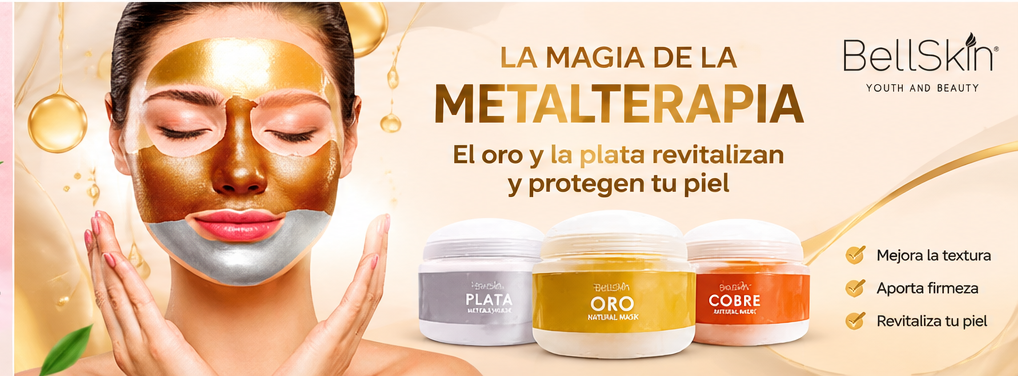 LA MAGIA DE LA
METALTERAPIA
El oro y la plata revitalizan
y protegen tu piel
BellSkin®
YOUTH AND BEAUTY
PLATA
BellSkin
ORO
NATURAL MASK
COBRE
Mejora la textura
Aporta firmeza
Revitaliza tu piel